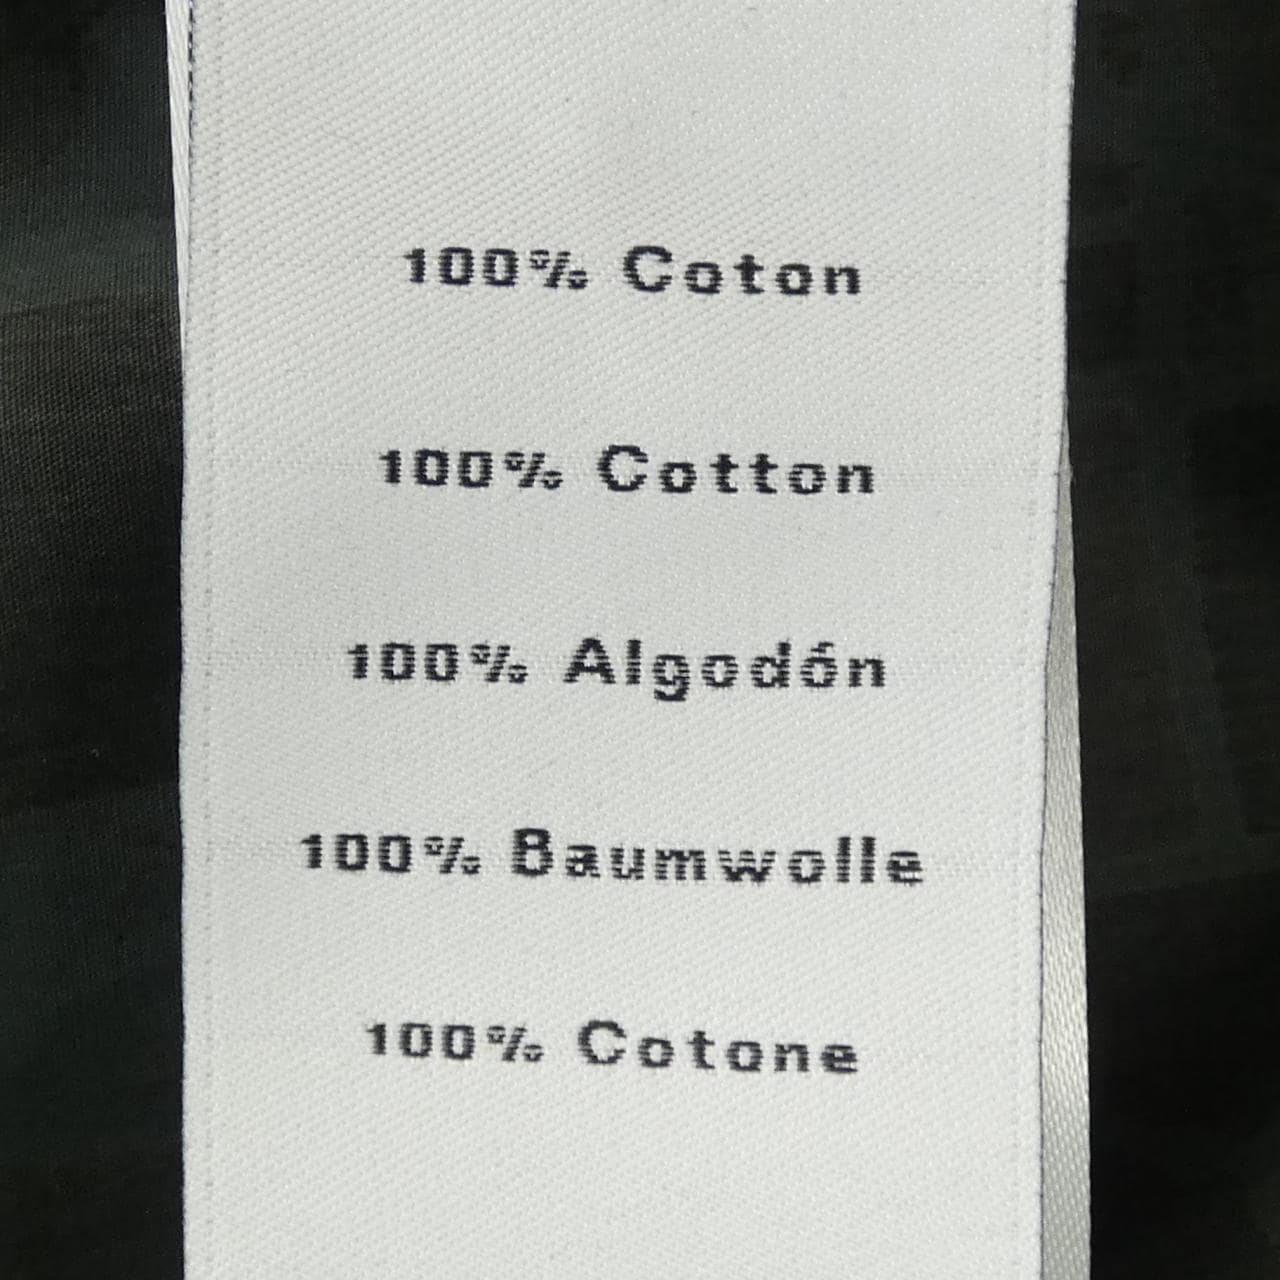 100% Coton
100% Cotton
100% Algodón
100% Baumwolle
100% Cotone